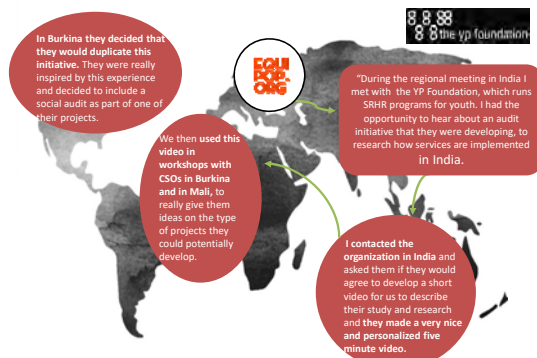 In Burkina they decided that
they would duplicate this
initiative. They were really
inspired by this experience
and decided to include a
social audit as part of one of
their projects.
EQUI
POP.
ORG
the yp foundation
“During the regional meeting in India I
met with the YP Foundation, which runs
SRHR programs for youth. I had the
opportunity to hear about an audit
initiative that they were developing, to
research how services are implemented
in India.
We then used this
video in
workshops with
CSOs in Burkina
and in Mali, to
really give them
ideas on the type
of projects they
could potentially
develop.
I contacted the
organization in India and
asked them if they would
agree to develop a short
video for us to describe
their study and research
and they made a very nice
and personalized five
minute video.